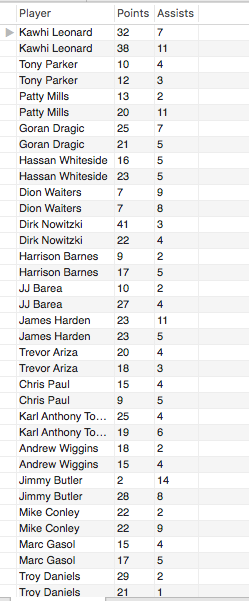 Player Points Assists
Kawhi Leonard 32 7
Kawhi Leonard 38 11
Tony Parker 10 4
Tony Parker 12 3
Patty Mills 13 2
Patty Mills 20 11
Goran Dragic 25 7
Goran Dragic 21 5
Hassan Whiteside 16 5
Hassan Whiteside 23 5
Dion Waiters 7 9
Dion Waiters 7 8
Dirk Nowitzki 41 3
Dirk Nowitzki 22 4
Harrison Barnes 9 2
Harrison Barnes 17 5
JJ Barea 10 2
JJ Barea 27 4
James Harden 23 11
James Harden 23 5
Trevor Ariza 20 4
Trevor Ariza 18 3
Chris Paul 15 4
Chris Paul 9 5
Karl Anthony To... 25 4
Karl Anthony To... 19 6
Andrew Wiggins 18 2
Andrew Wiggins 15 4
Jimmy Butler 2 14
Jimmy Butler 28 8
Mike Conley 22 2
Mike Conley 22 9
Marc Gasol 15 4
Marc Gasol 17 5
Troy Daniels 29 2
Troy Daniels 21 1